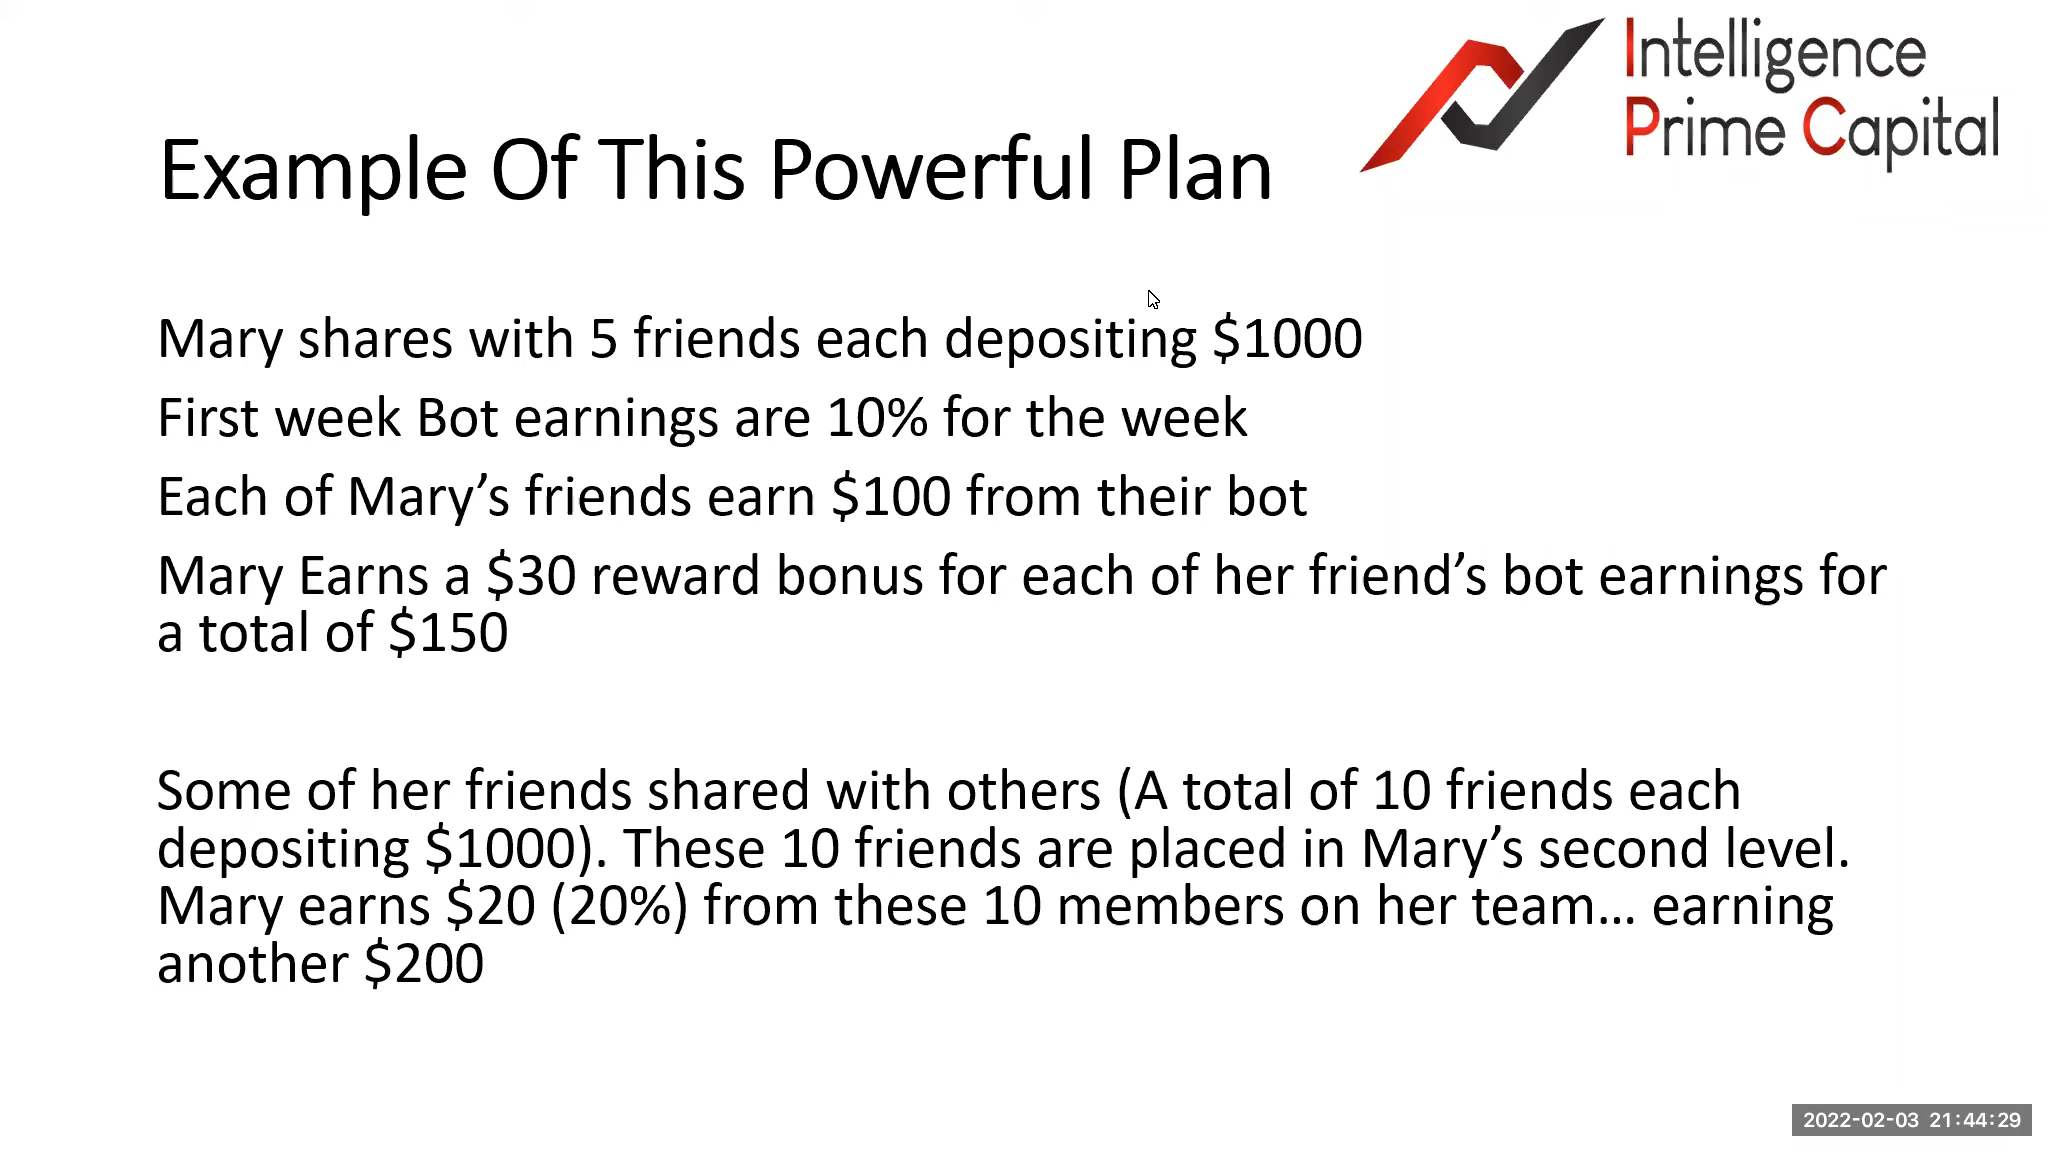 Intelligence
Prime Capital
Example Of This Powerful Plan
Mary shares with 5 friends each depositing $1000
First week Bot earnings are 10% for the week
Each of Mary’s friends earn $100 from their bot
Mary Earns a $30 reward bonus for each of her friend’s bot earnings for
a total of $150
Some of her friends shared with others (A total of 10 friends each
depositing $1000). These 10 friends are placed in Mary’s second level.
Mary earns $20 (20%) from these 10 members on her team… earning
another $200
2022-02-03 21:44:29